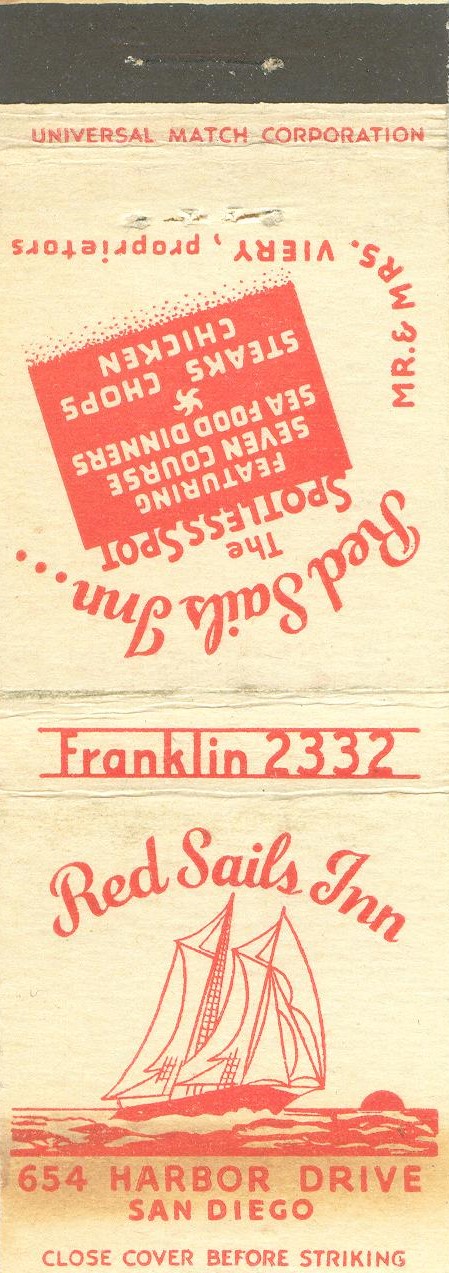 UNIVERSAL MATCH CORPORATION
MR. & MRS. VIERY, proprietors
Red Sails Inn...
The
SPOTLESS SPOT
FEATURING
SEVEN COURSE
SEA FOOD DINNERS
STEAKS CHOPS
CHICKEN
Franklin 2332
Red Sails Inn
654 HARBOR DRIVE
SAN DIEGO
CLOSE COVER BEFORE STRIKING